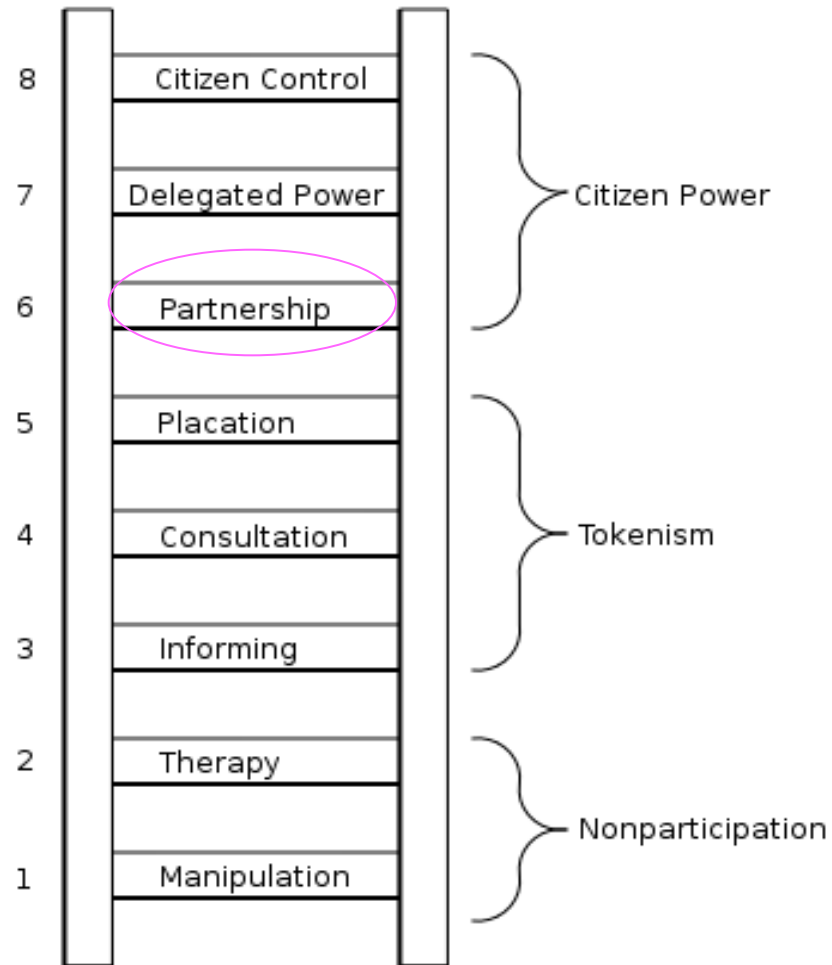 8 Citizen Control
7 Delegated Power
Citizen Power
6 Partnership
5 Placation
4 Consultation
Tokenism
3 Informing
2 Therapy
Nonparticipation
1 Manipulation